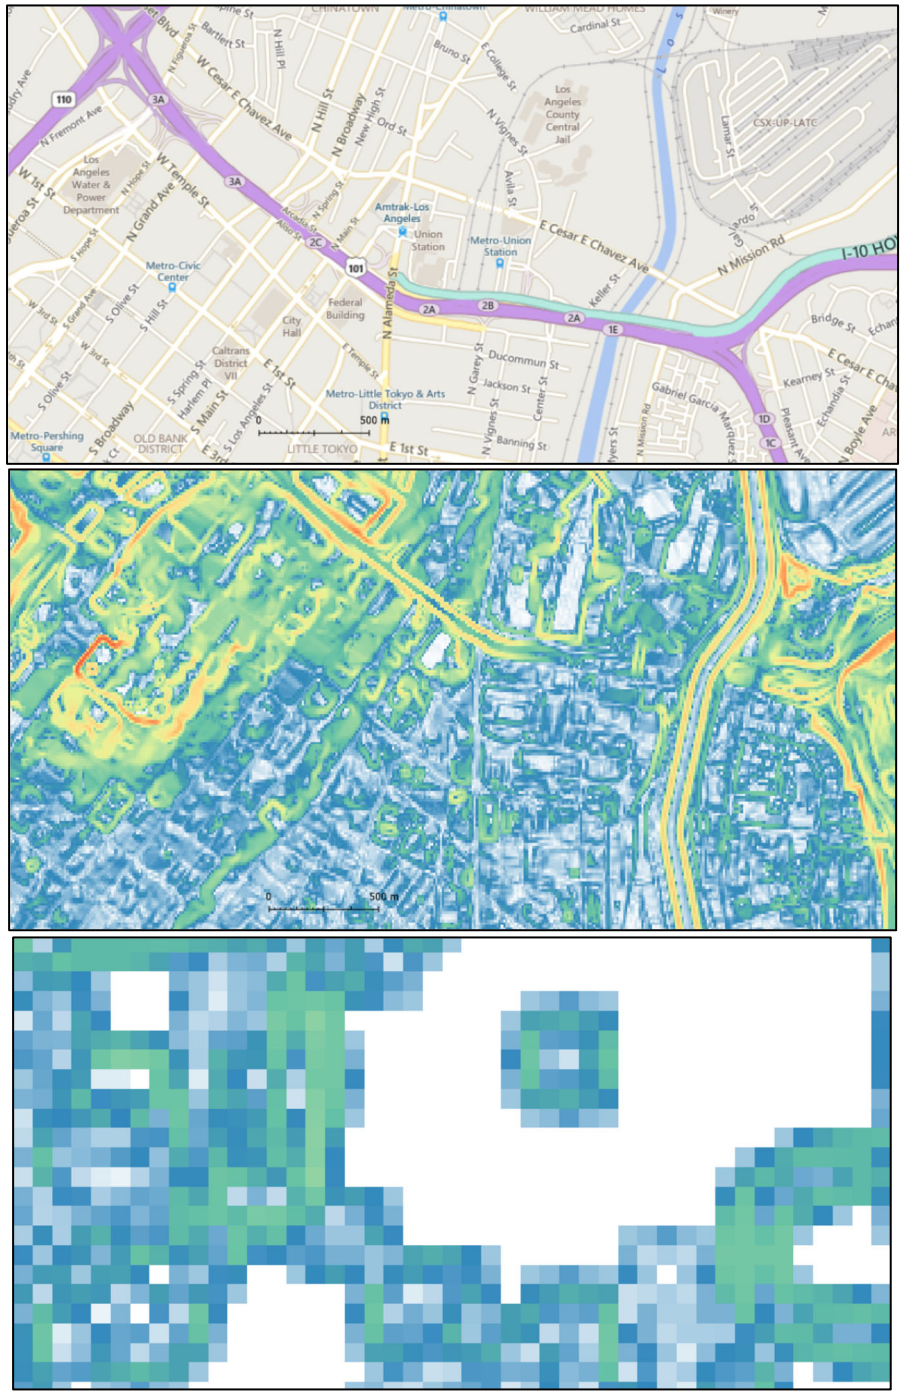 CHINATOWN
WILLIAM MEAD HOMES
Winery
Cardinal St
Bartlett St
N Hill Pl
N Figueroa St
Bruno St
E College St
Los
110
3A
W Cesar E Chavez Ave
N Hill St
N Broadway
New High St
Ord St
N Vignes St
Los
Angeles
County
Central
Jail
CSX-UP-LATC
Lamar St
N Fremont Ave
Los
Angeles
Water &
Power
Department
W 1st St
N Hope St
W Temple St
N Grand Ave
3A
N Spring St
Arcadia St
Aliso St
N Main St
2C
101
Amtrak-Los
Angeles
Union
Station
Avila St
Metro-Union
Station
E Cesar E Chavez Ave
N Mission Rd
I-10 HO
S Hope St
Metro-Civic
Center
S Olive St
S Hill St
W 3rd St
S Grand Ave
City
Hall
Federal
Building
N Alameda St
2A
2B
2A
1E
Keller St
Bridge St
Caltrans
District
VII
E Temple St
E 1st St
W 3rd St
S Spring St
Harlem Pl
S Main St
S Los Angeles St
S Olive St
S Broadway
N Garey St
Ducommun St
Jackson St
Center St
N Vignes St
Banning St
E Cesar E Cha
Kearney St
Echandia St
Gabriel Garcia Marquez S
N Mission Rd
Pleasant Ave
N Boyle Ave
1D
1C
Metro-Little Tokyo & Arts
District
500 m
0
Metro-Pershing
Square
OLD BANK
DISTRICT
E 3rd
LITTLE TOKYO
E 1st St
0
500 m